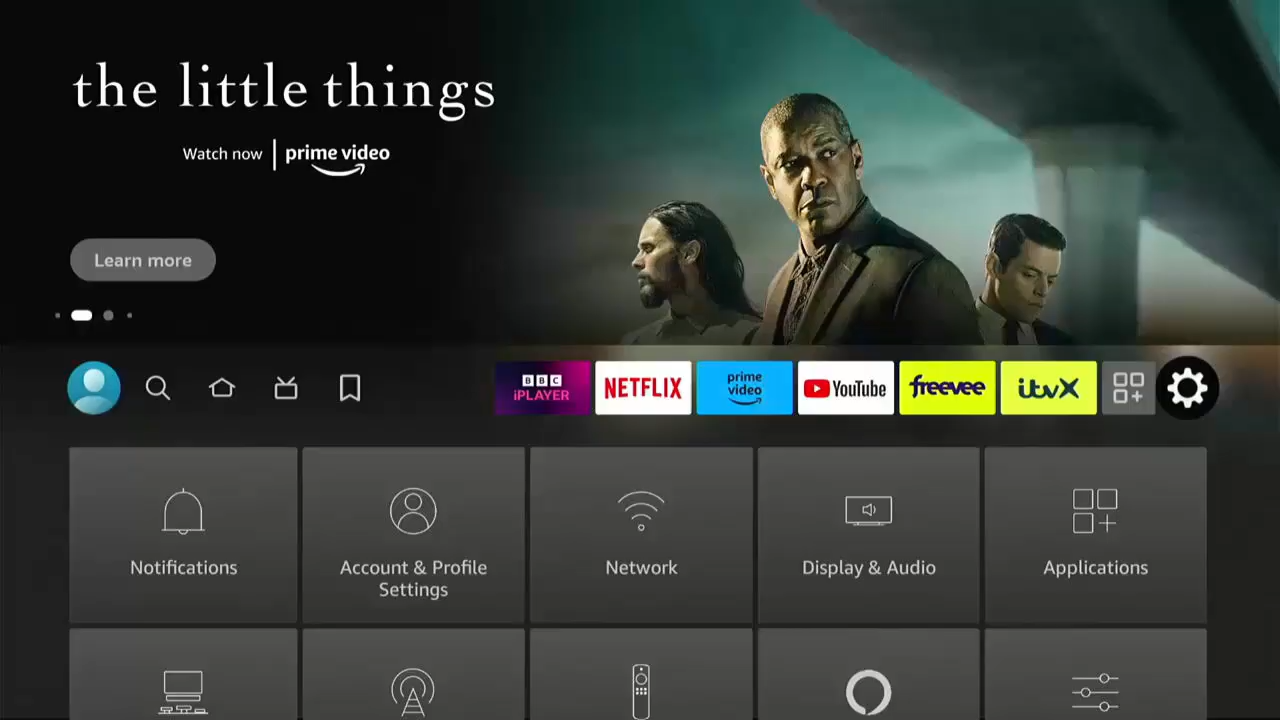 the little things
Watch now | prime video
Learn more
BBC
iPLAYER
NETFLIX
prime
video
YouTube
freevee
itvX
Notifications
Account & Profile
Settings
Network
Display & Audio
Applications